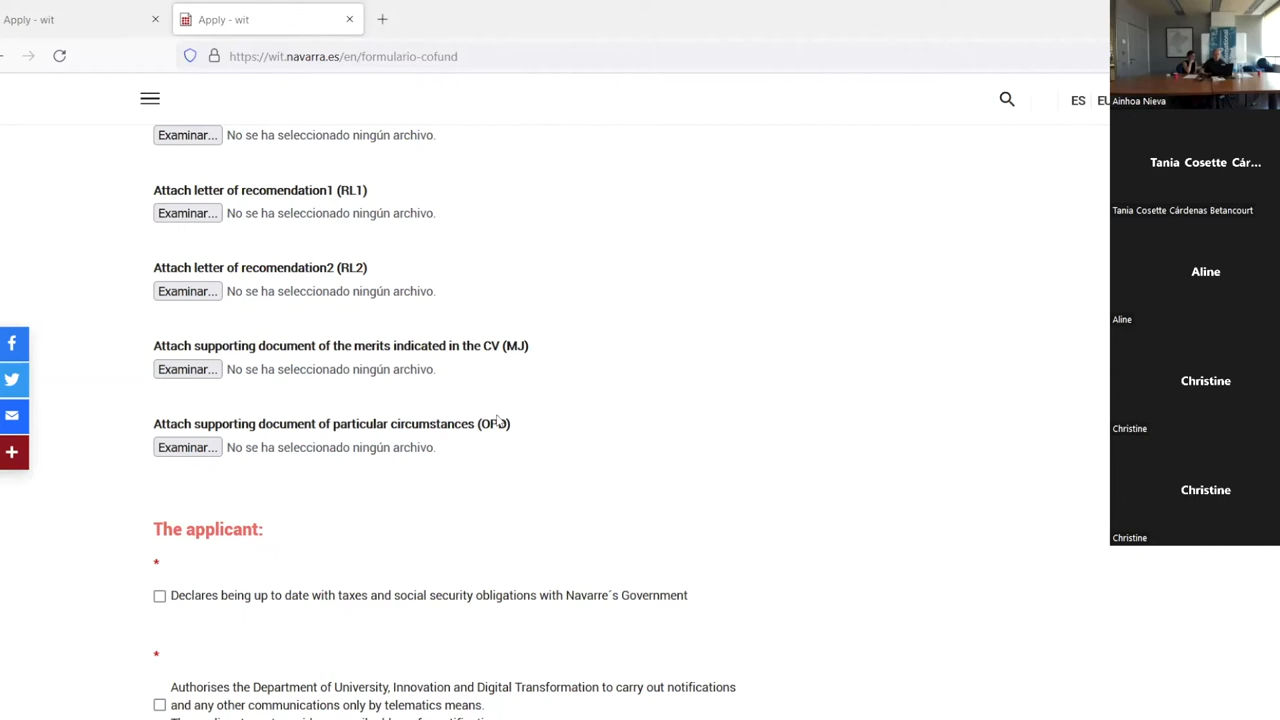 Apply - wit
Apply - wit
https://wit.navarra.es/en/formulario-cofund
ES EU
Examinar... No se ha seleccionado ningún archivo.
Attach letter of recomendation1 (RL1)
Examinar... No se ha seleccionado ningún archivo.
Attach letter of recomendation2 (RL2)
Examinar... No se ha seleccionado ningún archivo.
Attach supporting document of the merits indicated in the CV (MJ)
Examinar... No se ha seleccionado ningún archivo.
Attach supporting document of particular circumstances
Examinar... No se ha seleccionado ningún archivo.
The applicant:
*
Declares being up to date with taxes and social security obligations with Navarre´s Government
*
Authorises the Department of University, Innovation and Digital Transformation to carry out notifications
and any other communications only by telematics means.
Ainhoa Nieva
Tania Cosette Cár...
Tania Cosette Cárdenas Betancourt
Aline
Aline
Christine
Christine
Christine
Christine